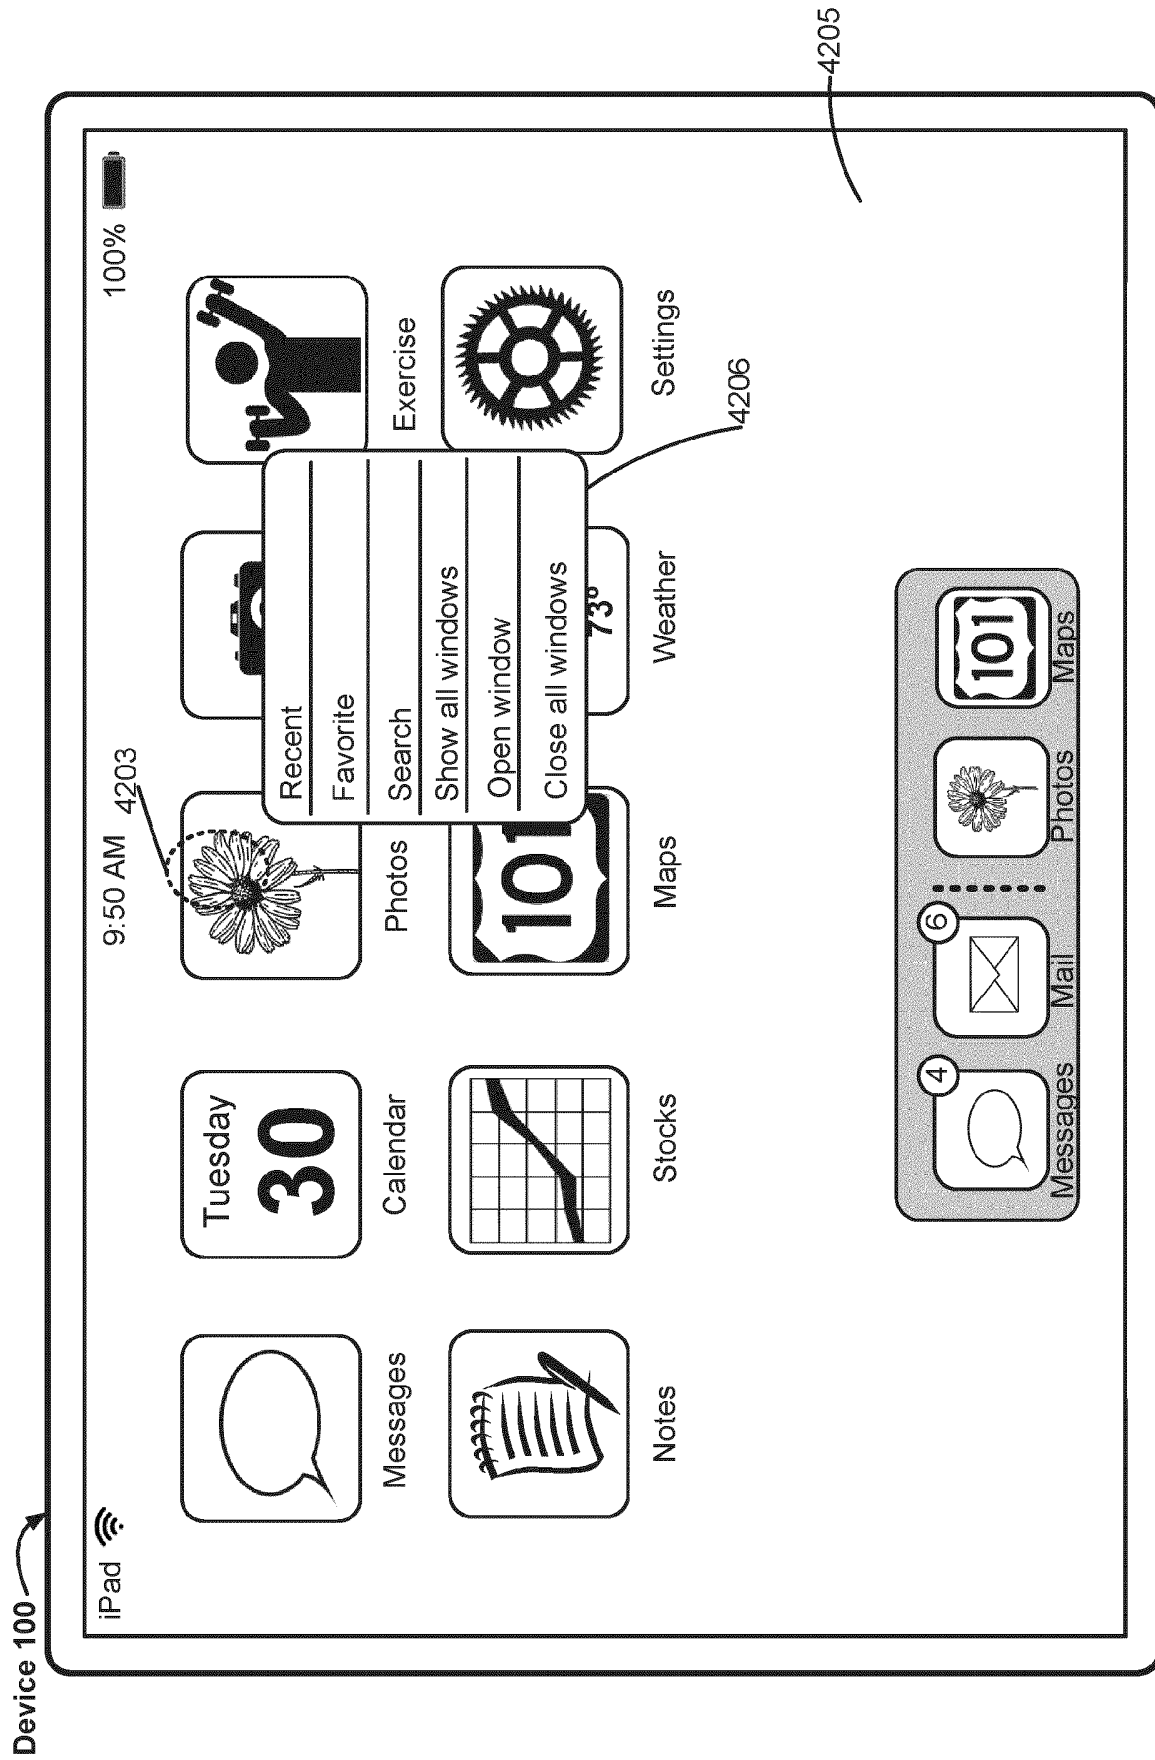 Device 100
4205
iPad
9:50 AM
100%
4203
Tuesday
30
Messages
Calendar
Photos
Exercise
Recent
Favorite
Search
Show all windows
Open window
Close all windows
101
73°
Notes
Stocks
Maps
Weather
Settings
4206
4
6
101
Messages
Mail
Photos
Maps